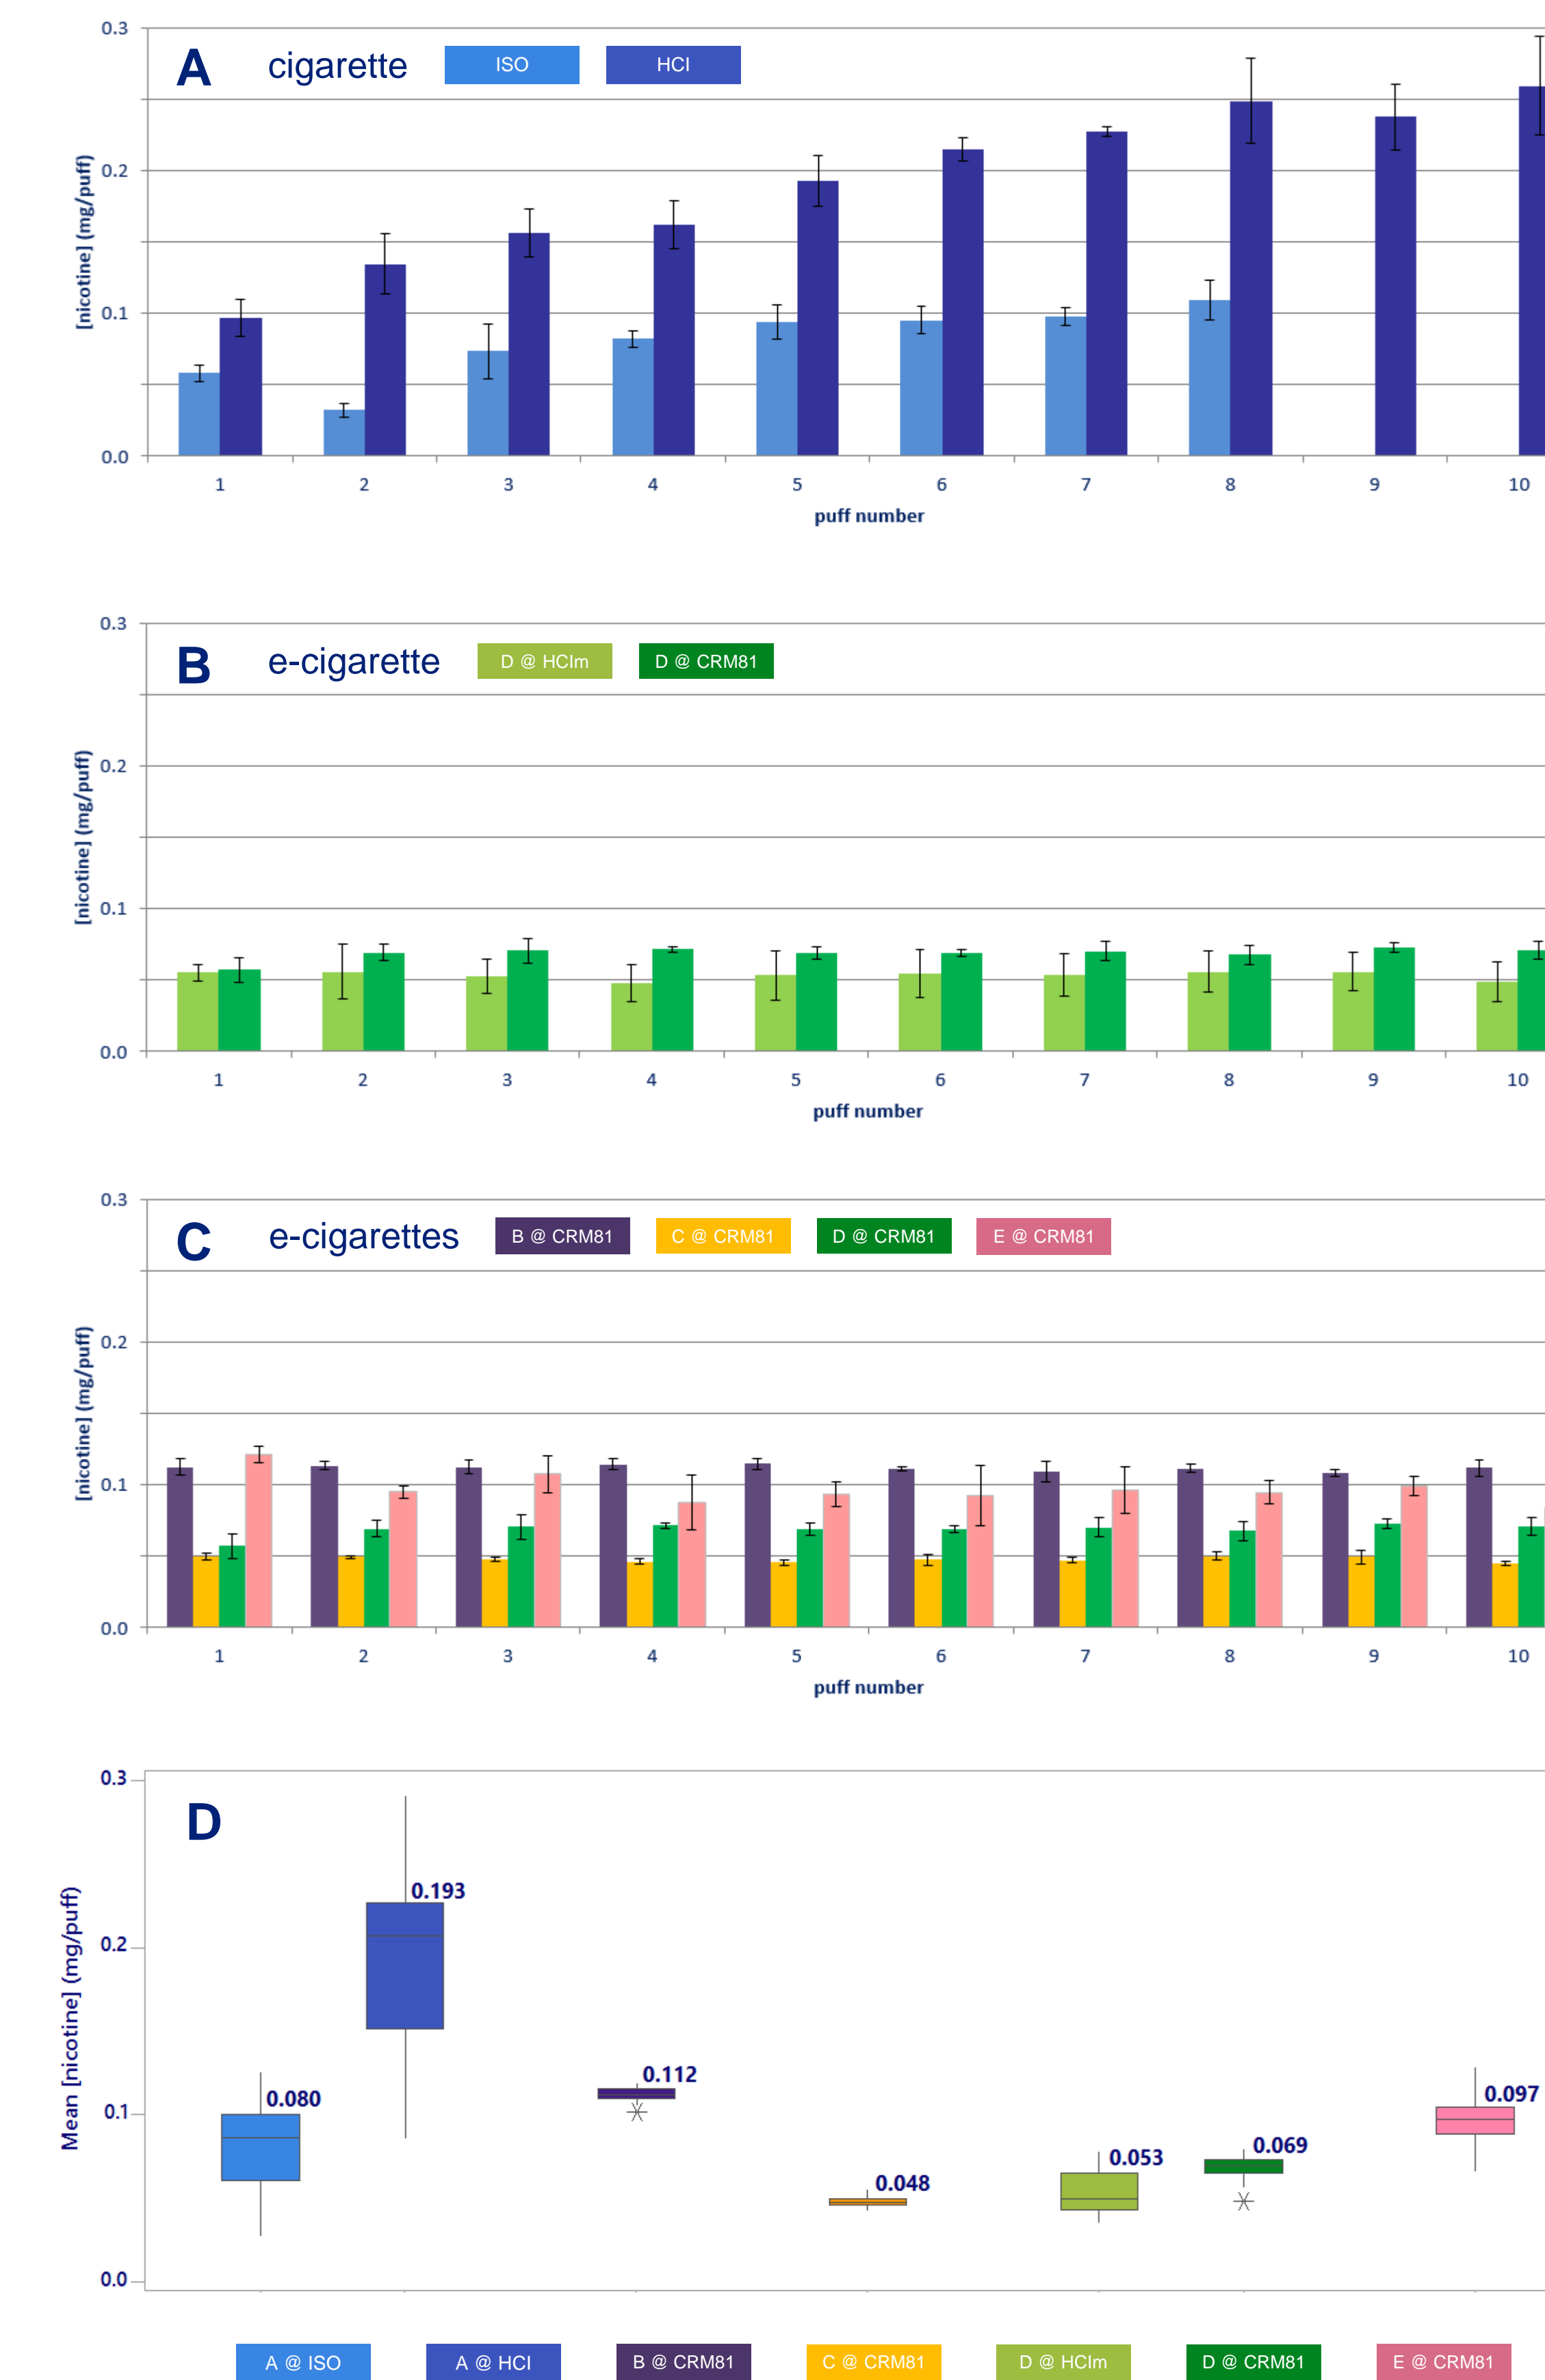 A cigarette ISO HCI
0.3
0.2
0.1
0.0
[nicotine] (mg/puff)
1 2 3 4 5 6 7 8 9 10
puff number
B e-cigarette D @ HCIm D @ CRM81
0.3
0.2
0.1
0.0
[nicotine] (mg/puff)
1 2 3 4 5 6 7 8 9 10
puff number
C e-cigarettes B @ CRM81 C @ CRM81 D @ CRM81 E @ CRM81
0.3
0.2
0.1
0.0
[nicotine] (mg/puff)
1 2 3 4 5 6 7 8 9 10
puff number
D
0.3
0.2
0.1
0.0
Mean [nicotine] (mg/puff)
0.080
0.193
0.112
0.048
0.053
0.069
0.097
A @ ISO A @ HCI B @ CRM81 C @ CRM81 D @ HCIm D @ CRM81 E @ CRM81